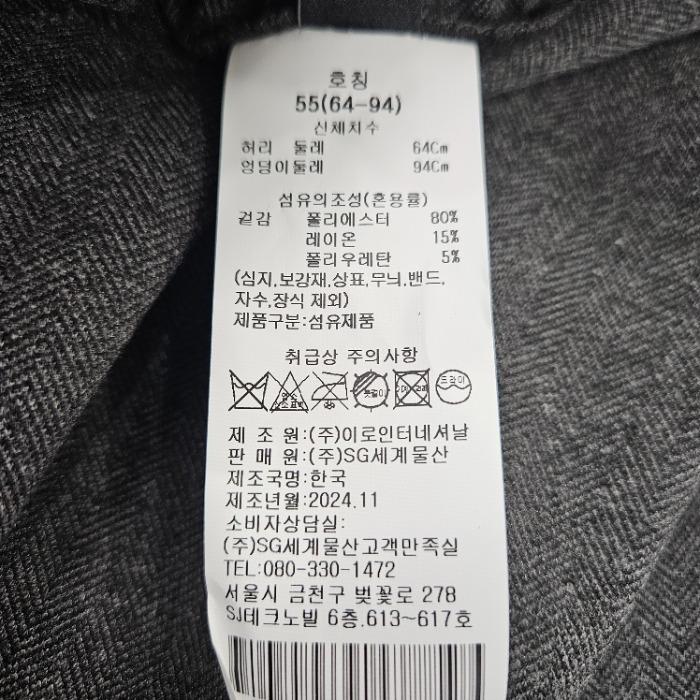 호칭
55(64-94)
신체치수
허리 둘레 64Cm
엉덩이둘레 94Cm
섬유의조성(혼용률)
겉감 폴리에스터 80%
레이온 15%
폴리우레탄 5%
(심지,보강재,상표,무늬,밴드,
자수,장식 제외)
제품구분:섬유제품
취급상 주의사항
드라이
제 조 원:(주)이로인터네셔날
판 매 원:(주)SG세계물산
제조국명:한국
제조년월:2024.11
소비자상담실:
(주)SG세계물산고객만족실
TEL:080-330-1472
서울시 금천구 벚꽃로 278
SJ테크노빌 6층.613~617호